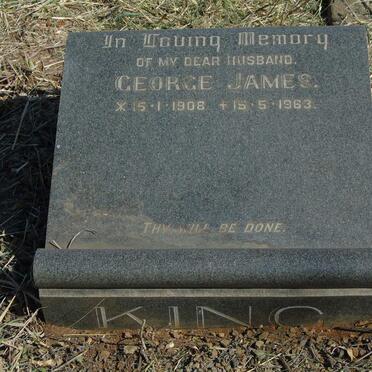 In Loving Memory
OF MY DEAR HUSBAND.
GEORGE JAMES.
* 15·1·1908. + 15·5·1963.
THY WILL BE DONE.
KING